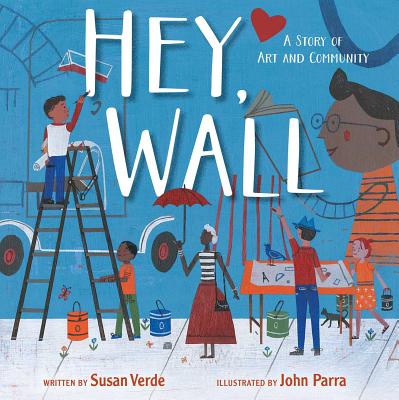 HEY,
WALL
A STORY OF
ART AND COMMUNITY
WRITTEN BY Susan Verde
ILLUSTRATED BY John Parra